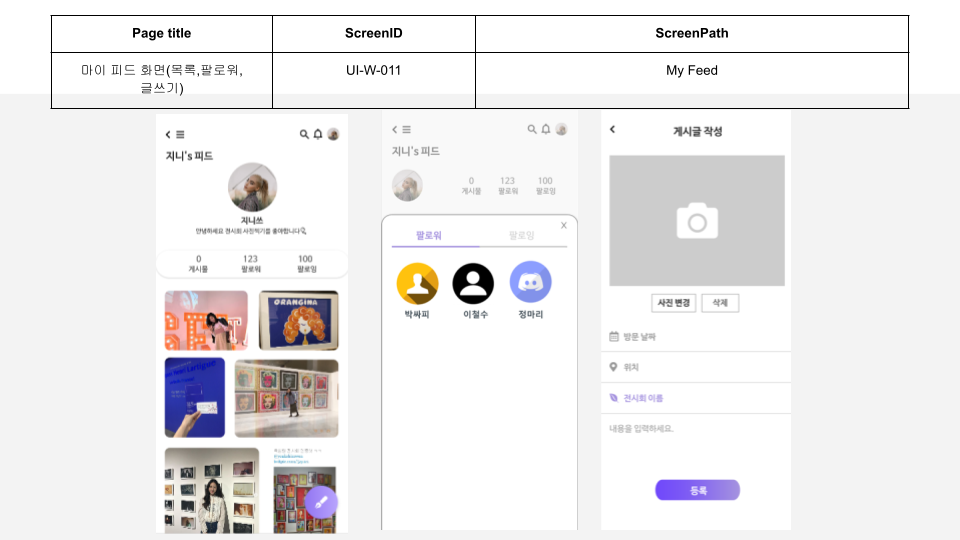 Page title
ScreenID
ScreenPath
마이 피드 화면(목록,팔로워,
글쓰기)
UI-W-011
My Feed
지니's 피드
지니쓰
안녕하세요 전시회 사진찍기를 좋아합니다
0
123
100
게시물
팔로워
팔로잉
ORANGINA
지니's 피드
0
123
100
게시물
팔로워
팔로잉
X
팔로워
팔로잉
박싸피
이철수
정마리
게시글 작성
사진 변경
삭제
방문 날짜
위치
전시회 이름
내용을 입력하세요.
등록